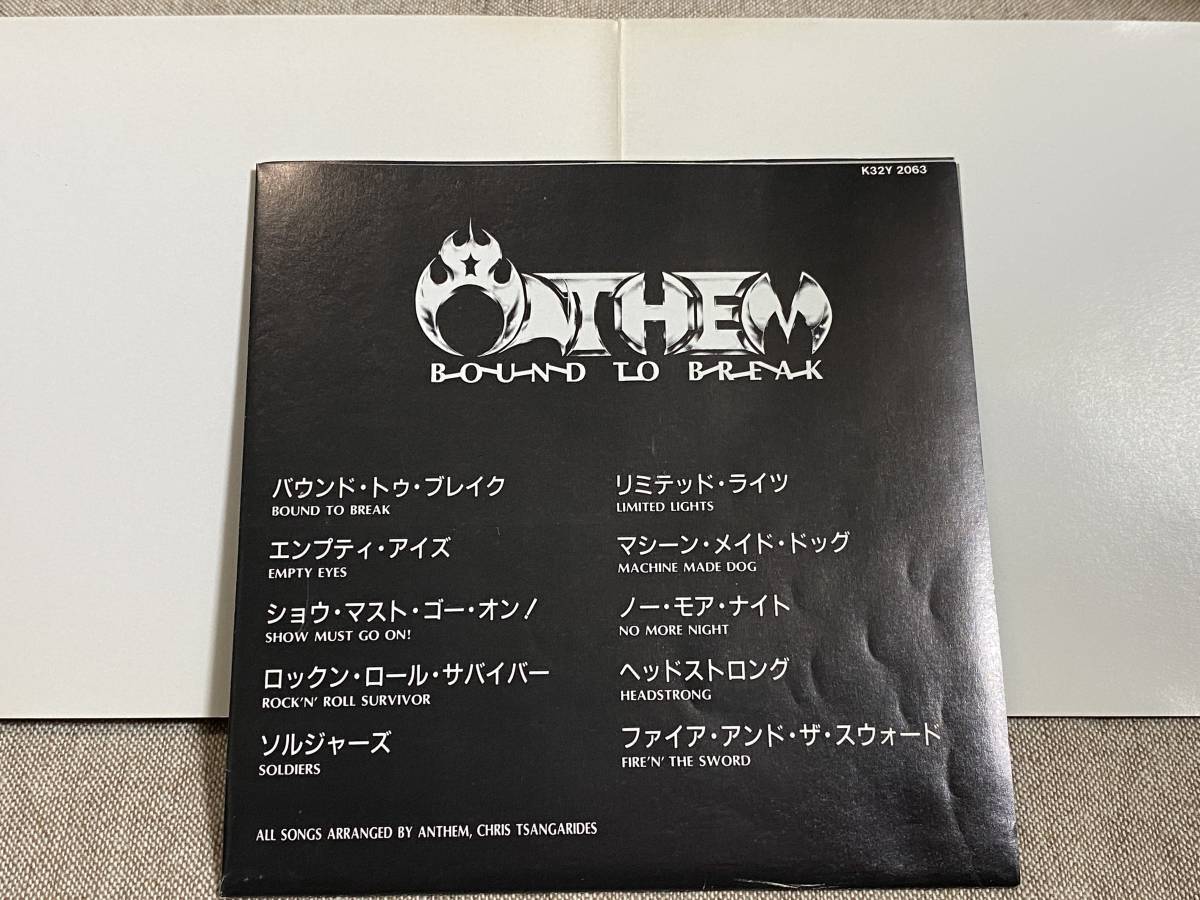 K32Y 2063
ANTHEM
BOUND TO BREAK
バウンド・トゥ・ブレイク
BOUND TO BREAK
エンプティ・アイズ
EMPTY EYES
ショウ・マスト・ゴー・オン!
SHOW MUST GO ON!
ロックン・ロール・サバイバー
ROCK'N' ROLL SURVIVOR
ソルジャーズ
SOLDIERS
リミテッド・ライツ
LIMITED LIGHTS
マシーン・メイド・ドッグ
MACHINE MADE DOG
ノー・モア・ナイト
NO MORE NIGHT
ヘッドストロング
HEADSTRONG
ファイア・アンド・ザ・スウォード
FIRE'N' THE SWORD
ALL SONGS ARRANGED BY ANTHEM, CHRIS TSANGARIDES